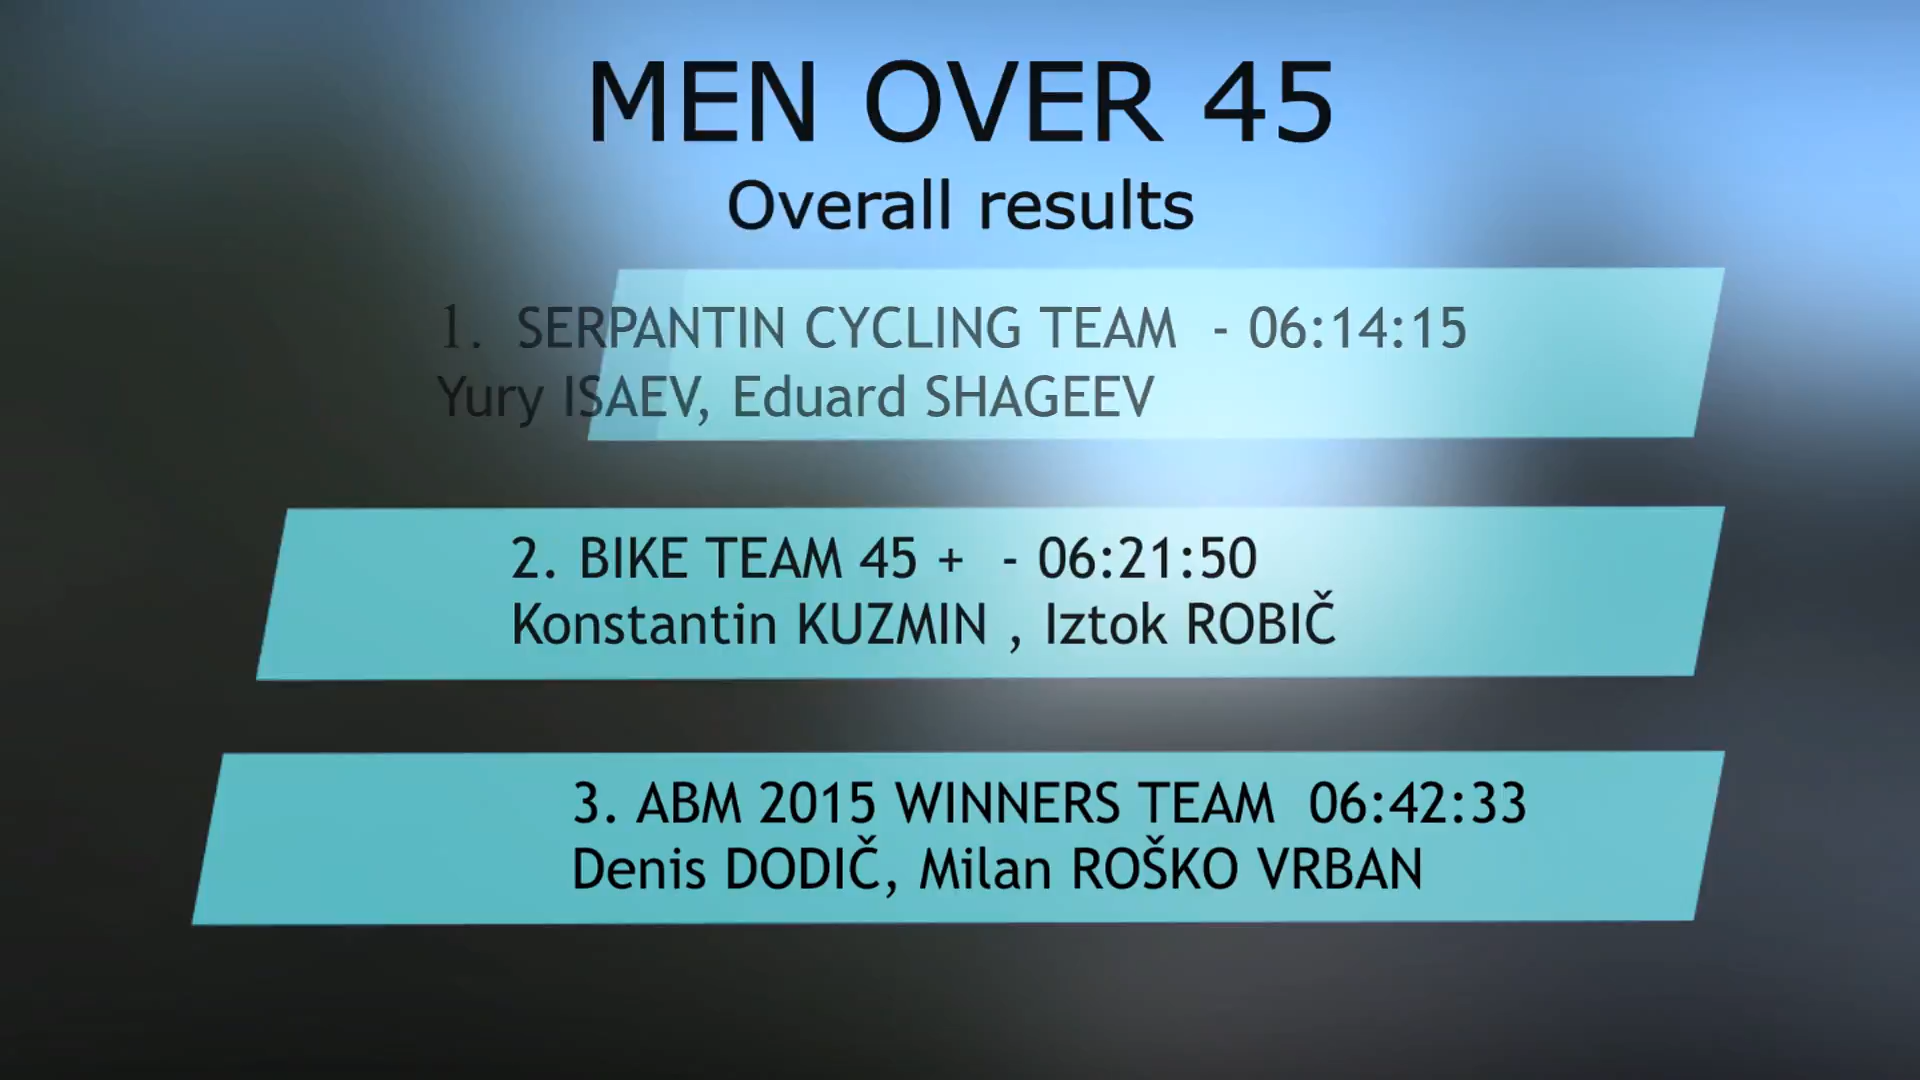 MEN OVER 45
Overall results
1. SERPANTIN CYCLING TEAM - 06:14:15
Yury ISAEV, Eduard SHAGEEV
2. BIKE TEAM 45 + - 06:21:50
Konstantin KUZMIN , Iztok ROBIČ
3. ABM 2015 WINNERS TEAM 06:42:33
Denis DODIČ, Milan ROŠKO VRBAN